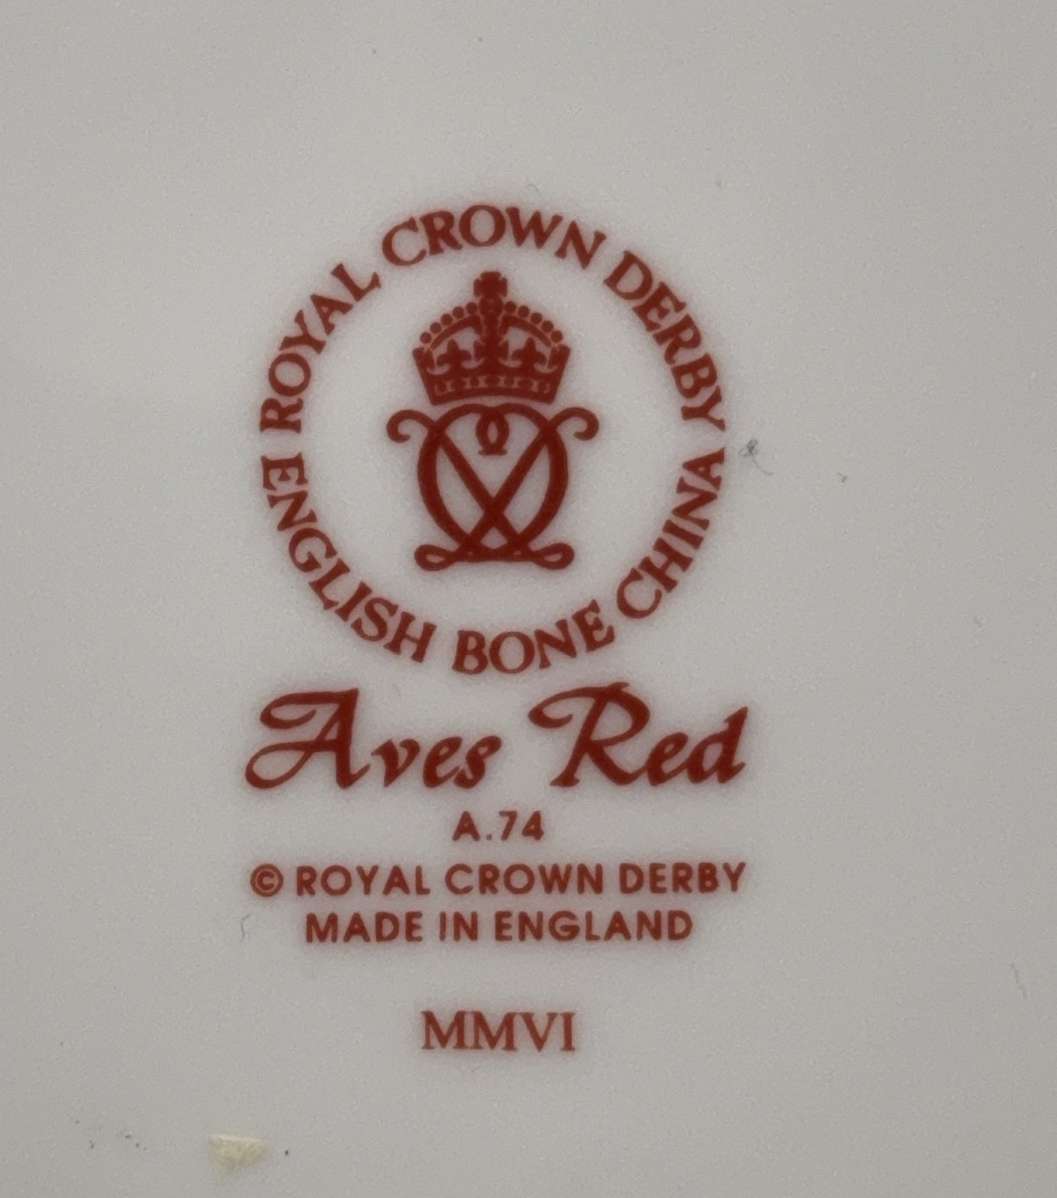 ROYAL CROWN DERBY
ENGLISH BONE CHINA
Aves Red
A.74
© ROYAL CROWN DERBY
MADE IN ENGLAND
MMVI